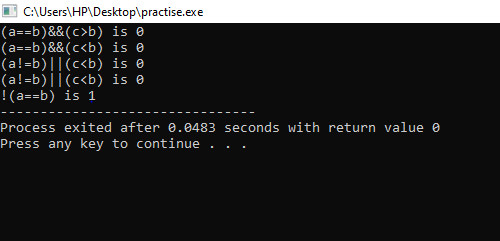 C:\Users\HP\Desktop\practise.exe
(a==b)&&(c>b) is 0
(a==b)&&(c<b) is 0
(a!=b)||(c<b) is 0
(a!=b)||(c<b) is 0
!(a==b) is 1
--------------------------------
Process exited after 0.0483 seconds with return value 0
Press any key to continue . . .